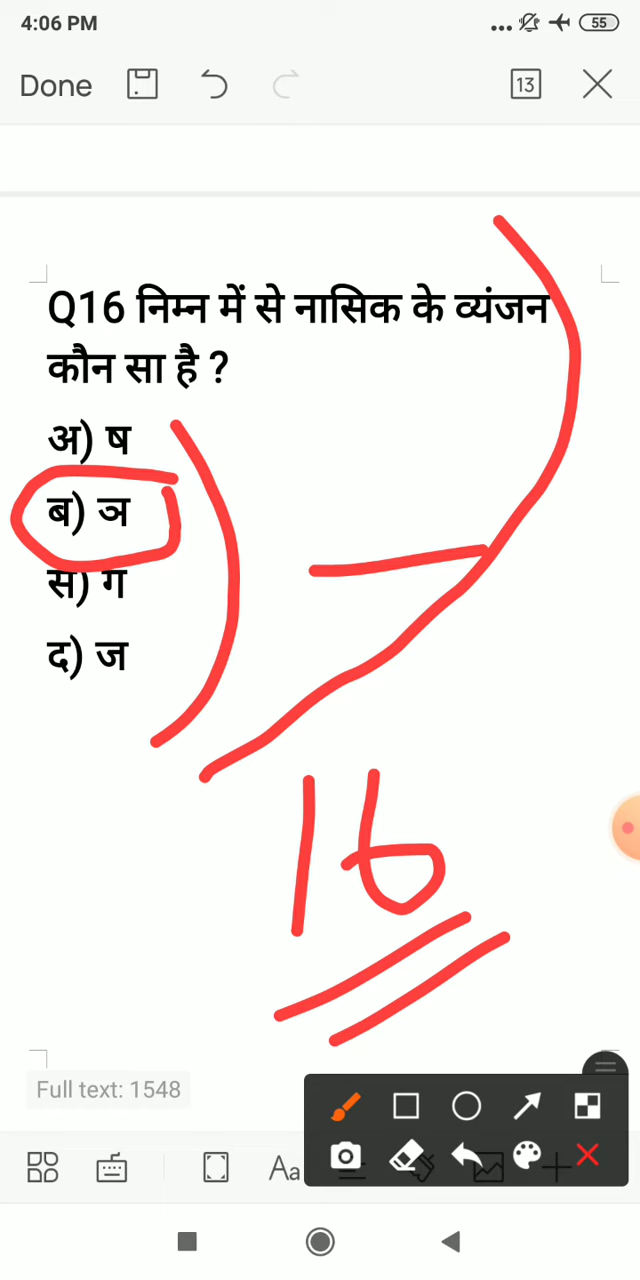 4:06 PM
55
Done
13
Q16 निम्न में से नासिक के व्यंजन
कौन सा है ?
अ) ष
ब) ञ
स) ग
द) ज
16
Full text: 1548
Aa